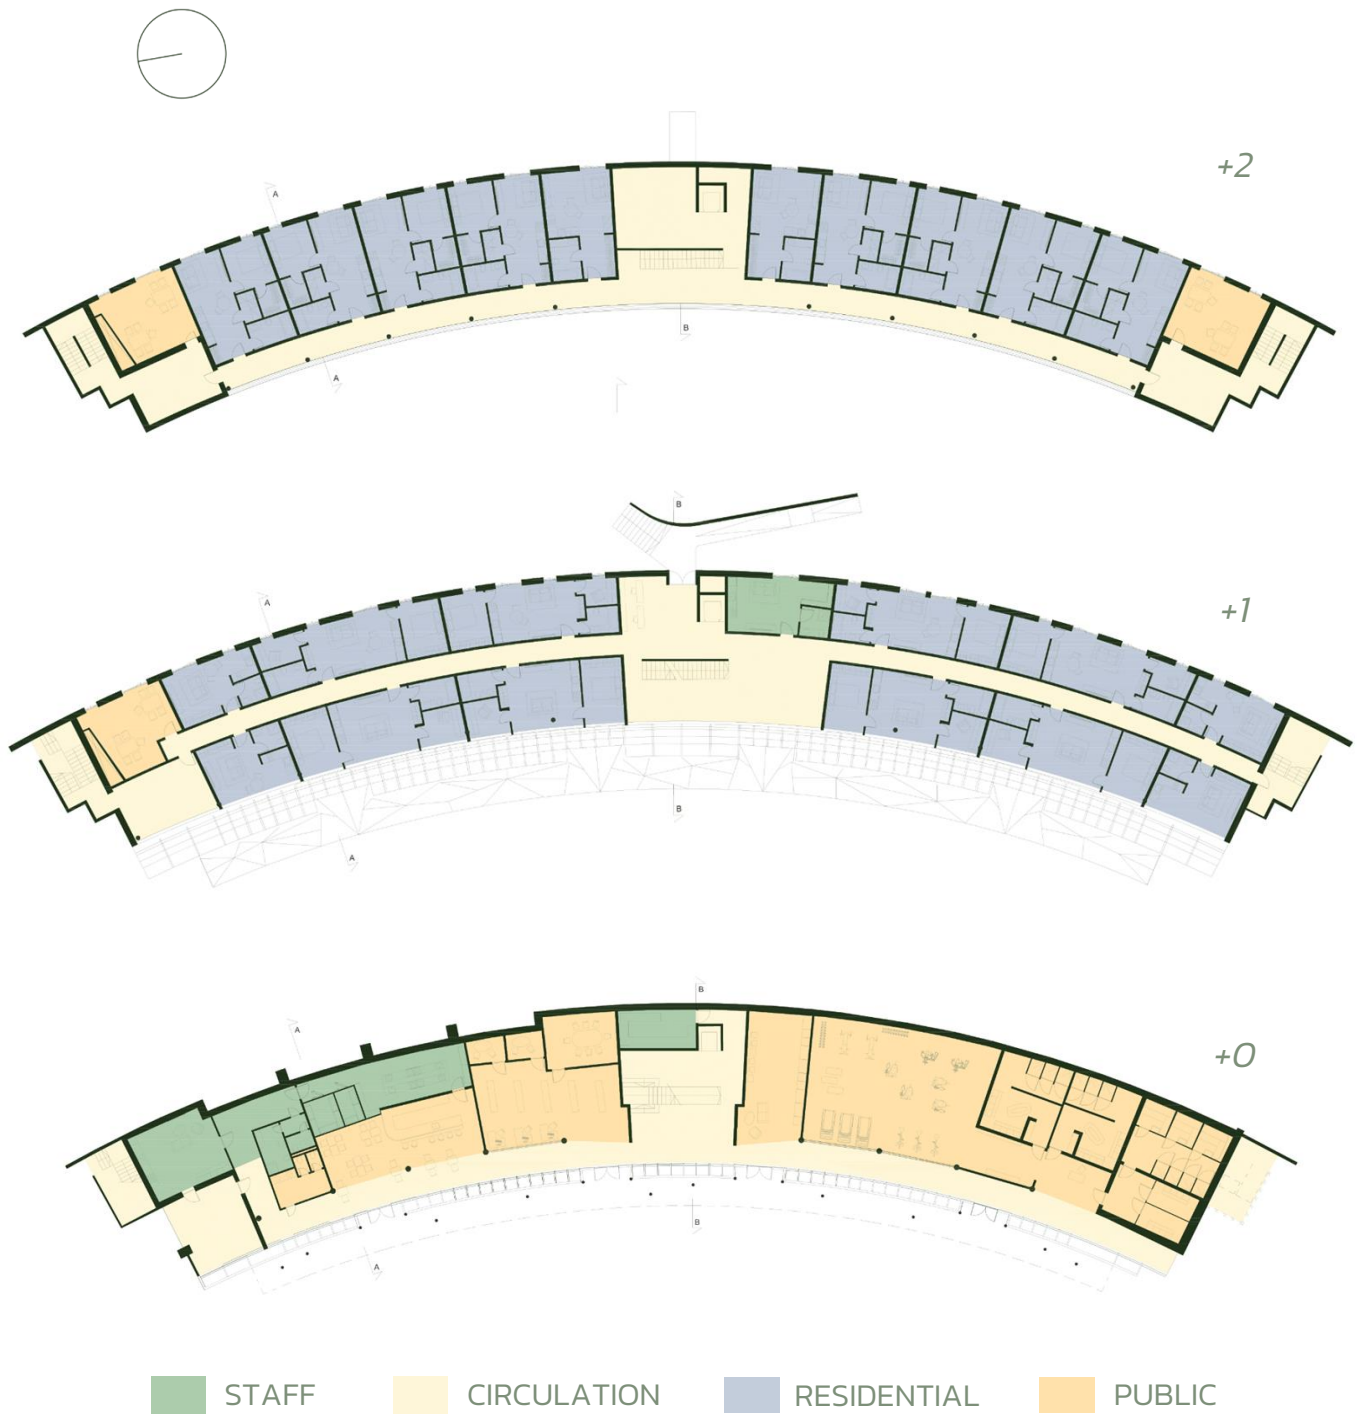 +2
A
B
A
B
+1
A
B
A
B
+0
A
B
A
STAFF
CIRCULATION
RESIDENTIAL
PUBLIC